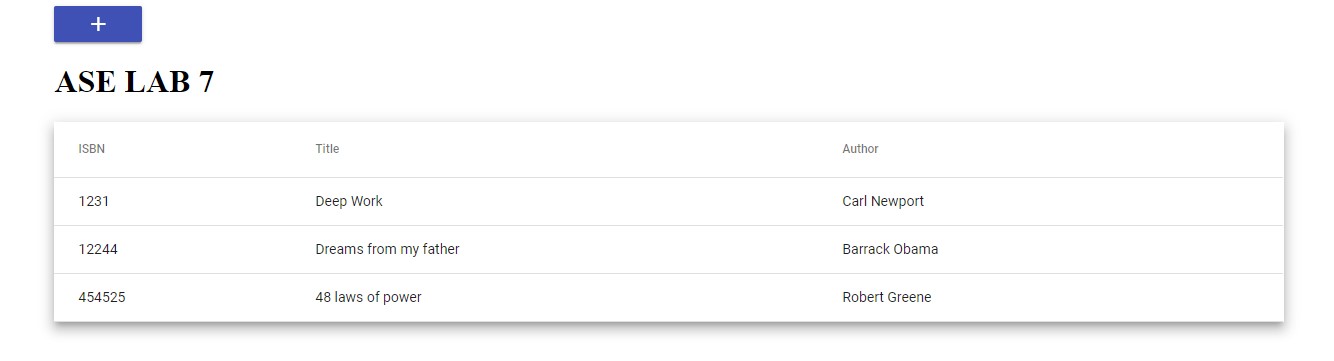 +
ASE LAB 7
ISBN Title Author
1231 Deep Work Carl Newport
12244 Dreams from my father Barrack Obama
454525 48 laws of power Robert Greene